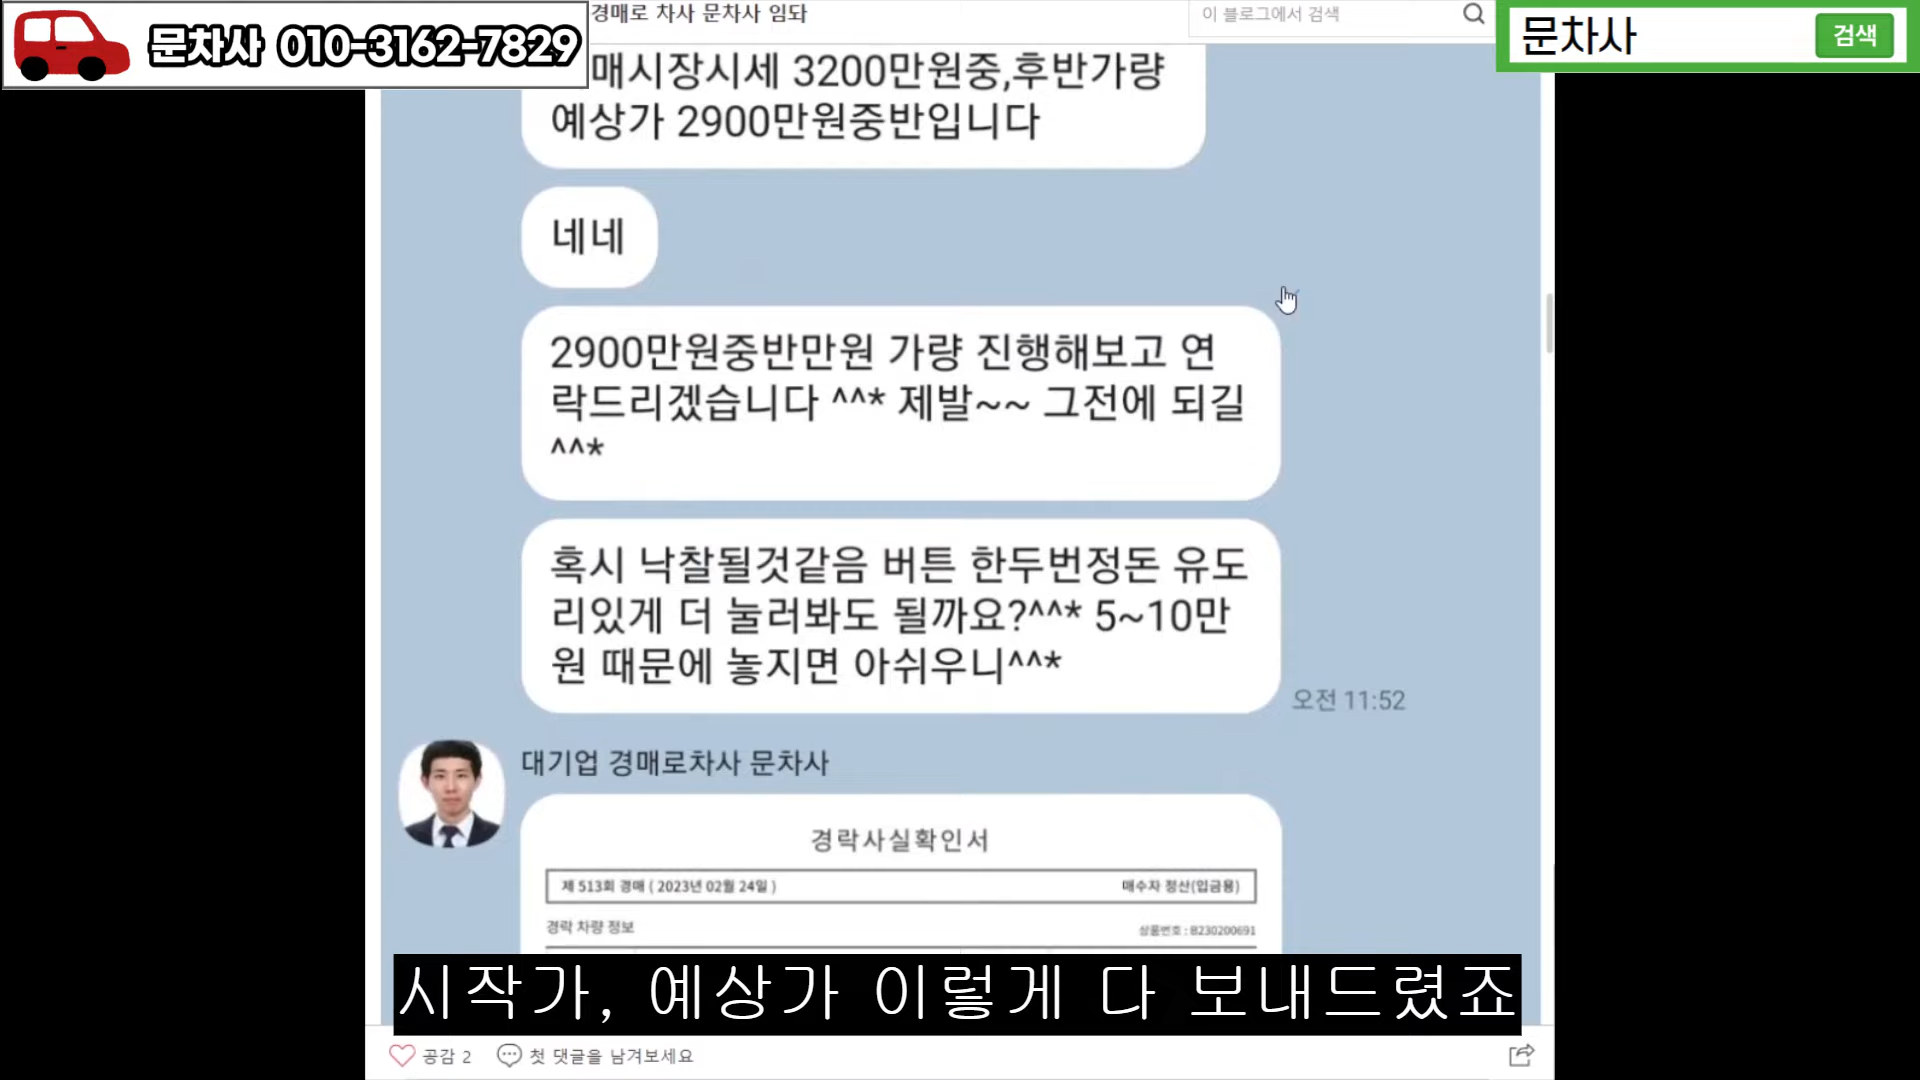 문차사 010-3162-7829
경매로 차사 문차사 임돠
이 블로그에서 검색
문차사
검색
매시장시세 3200만원중,후반가량
예상가 2900만원중반입니다
네네
2900만원중반만원 가량 진행해보고 연
락드리겠습니다 ^^* 제발~~ 그전에 되길
^^*
혹시 낙찰될것같음 버튼 한두번정돈 유도
리있게 더 눌러봐도 될까요?^^* 5~10만
원 때문에 놓지면 아쉬우니^^*
오전 11:52
대기업 경매로차사 문차사
경락사실확인서
제 513회 경매 ( 2023년 02월 24일 )
매수자 정산(입금용)
경락 차량 정보
상품번호 : B230200691
시작가, 예상가 이렇게 다 보내드렸죠
공감 2
첫 댓글을 남겨보세요